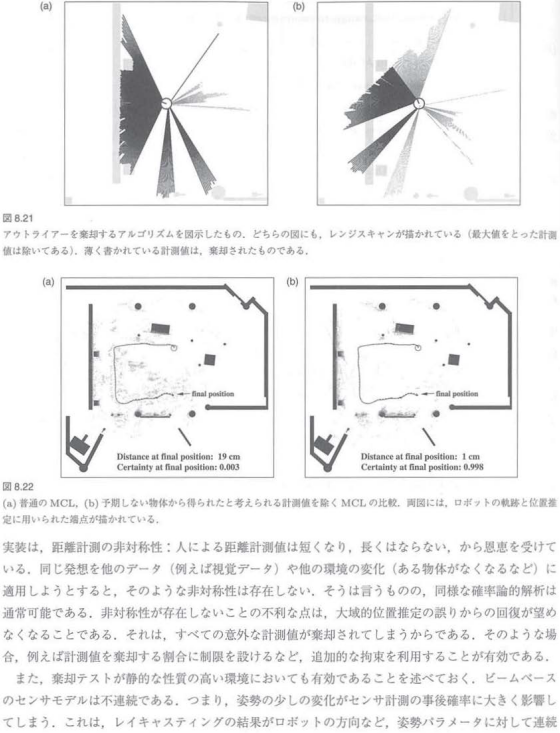 (a)
(b)
図 8.21
アウトライアーを棄却するアルゴリズムを図示したもの．どちらの図にも，レンジスキャンが描かれている（最大値をとった計測
値は除いてある）．薄く書かれている計測値は，棄却されたものである．
(a)
(b)
final position
final position
Distance at final position: 19 cm
Certainty at final position: 0.003
Distance at final position: 1 cm
Certainty at final position: 0.998
図 8.22
(a) 普通の MCL，(b) 予期しない物体から得られたと考えられる計測値を除く MCL の比較．両図には，ロボットの軌跡と位置推
定に用いられた端点が描かれている．
実装は，距離計測の非対称性：人による距離計測値は短くなり，長くはならない，から恩恵を受けて
いる．同じ発想を他のデータ（例えば視覚データ）や他の環境の変化（ある物体がなくなるなど）に
適用しようとすると，そのような非対称性は存在しない．そうは言うものの，同様な確率論的解析は
通常可能である．非対称性が存在しないことの不利な点は，大域的位置推定の誤りからの回復が望め
なくなることである．それは，すべての意外な計測値が棄却されてしまうからである．そのような場
合，例えば計測値を棄却する割合に制限を設けるなど，追加的な拘束を利用することが有効である．
また，棄却テストが静的な性質の高い環境においても有効であることを述べておく．ビームベース
のセンサモデルは不連続である．つまり，姿勢の少しの変化がセンサ計測の事後確率に大きく影響し
てしまう．これは，レイキャスティングの結果がロボットの方向など，姿勢パラメータに対して連続